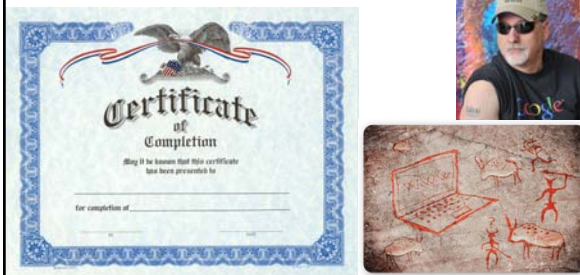 Certificate
of
Completion
May it be known that this certificate
has been presented to
for completion of